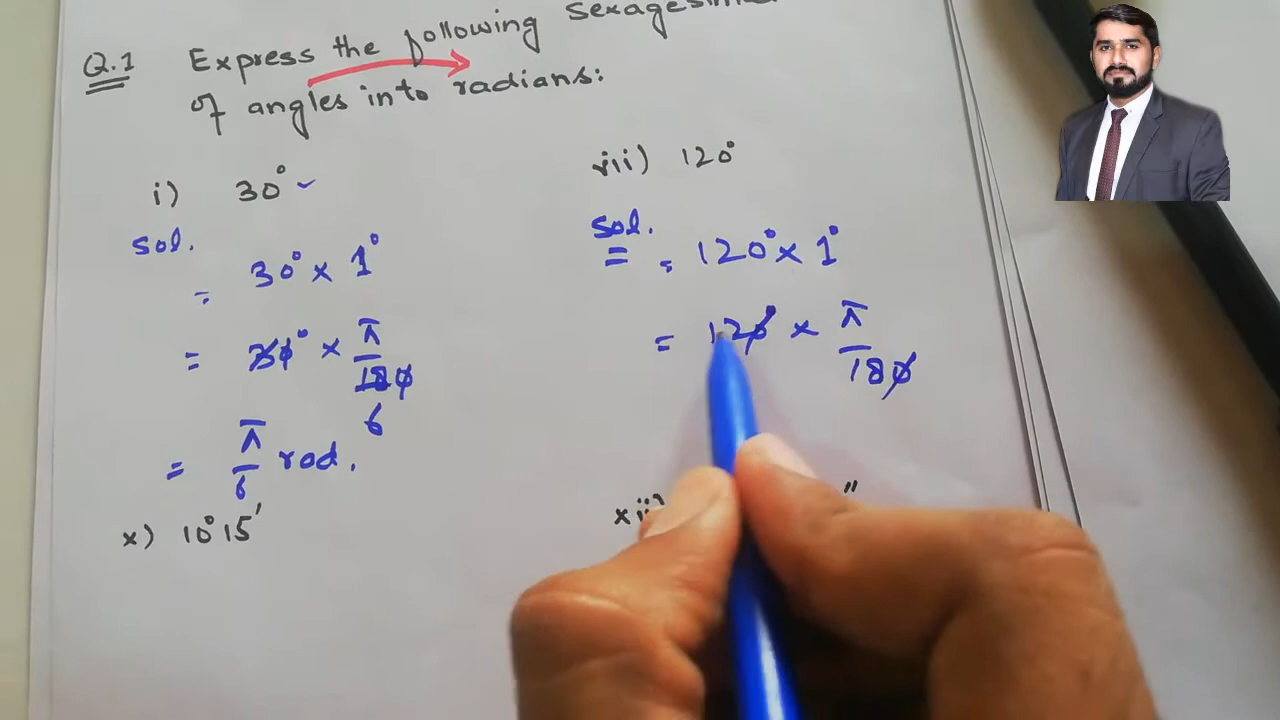 Q.1 Express the following
of angles into radians:
i) 30°
sol.
= 30° × 1°
= 30° × π/180
6
= π/6 rad.
x) 10° 15'
vii) 120°
sol.
= 120° × 1°
= 120° × π/180
xii) "